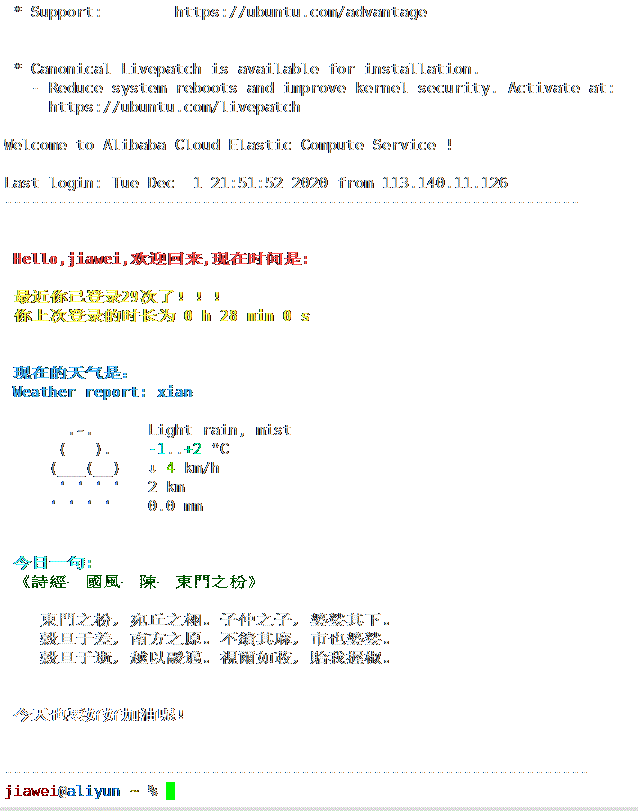 * Support:        https://ubuntu.com/advantage
* Canonical Livepatch is available for installation.
- Reduce system reboots and improve kernel security. Activate at:
https://ubuntu.com/livepatch
Welcome to Alibaba Cloud Elastic Compute Service !
Last login: Tue Dec  1 21:51:52 2020 from 113.140.11.126
Hello,jiawei,欢迎回来,现在时间是:
最近你已登录29次了! ! !
你上次登录的时长为 0 h 28 min 0 s
现在的天气是:
Weather report: xian
Light rain, mist
-1..+2 °C
↓ 4 km/h
2 km
0.0 mm
今日一句:
《詩經 國風 陳 東門之枌》
東門之枌, 宛丘之栩. 子仲之子, 婆娑其下.
穀旦于差, 南方之原. 不績其麻, 市也婆娑.
穀旦于逝, 越以鬷邁. 視爾如荍, 貽我握椒.
今天也要好好加油呀!
jiawei@aliyun ~ %